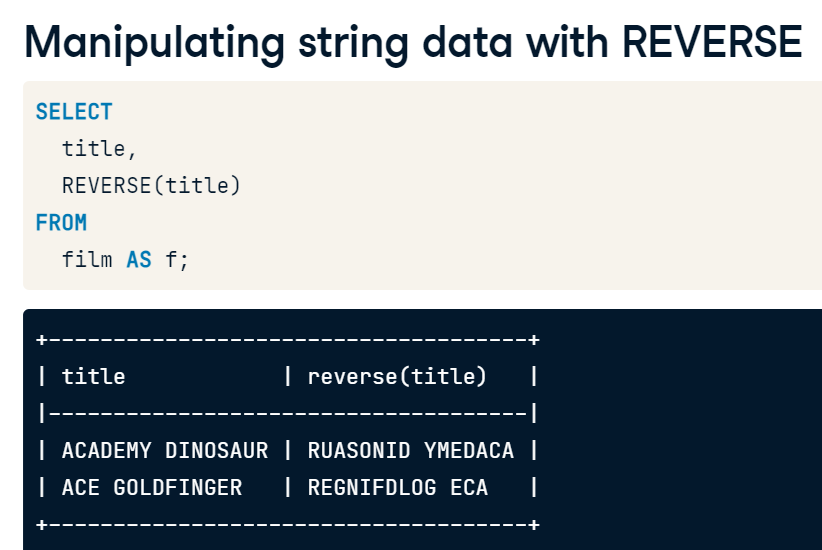 Manipulating string data with REVERSE
SELECT
  title,
  REVERSE(title)
FROM
  film AS f;
+-------------------------------------+
| title            | reverse(title)   |
|-------------------------------------|
| ACADEMY DINOSAUR | RUASONID YMEDACA |
| ACE GOLDFINGER   | REGNIFDLOG ECA   |
+-------------------------------------+